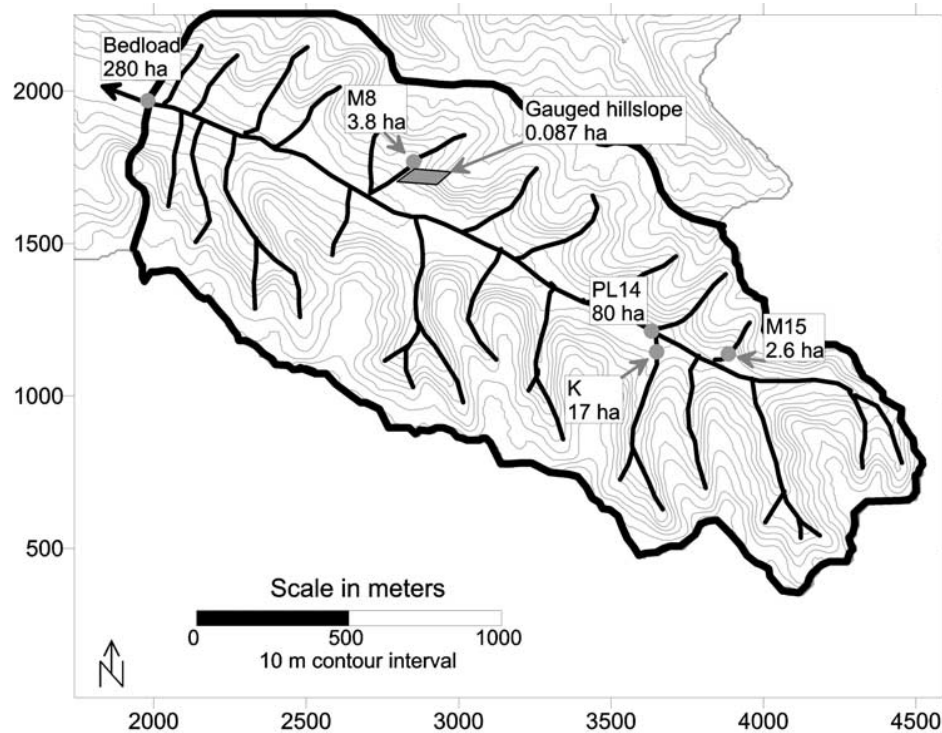 Bedload
280 ha
M8
3.8 ha
Gauged hillslope
0.087 ha
PL14
80 ha
M15
2.6 ha
K
17 ha
2000
1500
1000
500
Scale in meters
0
500
1000
10 m contour interval
N
2000
2500
3000
3500
4000
4500